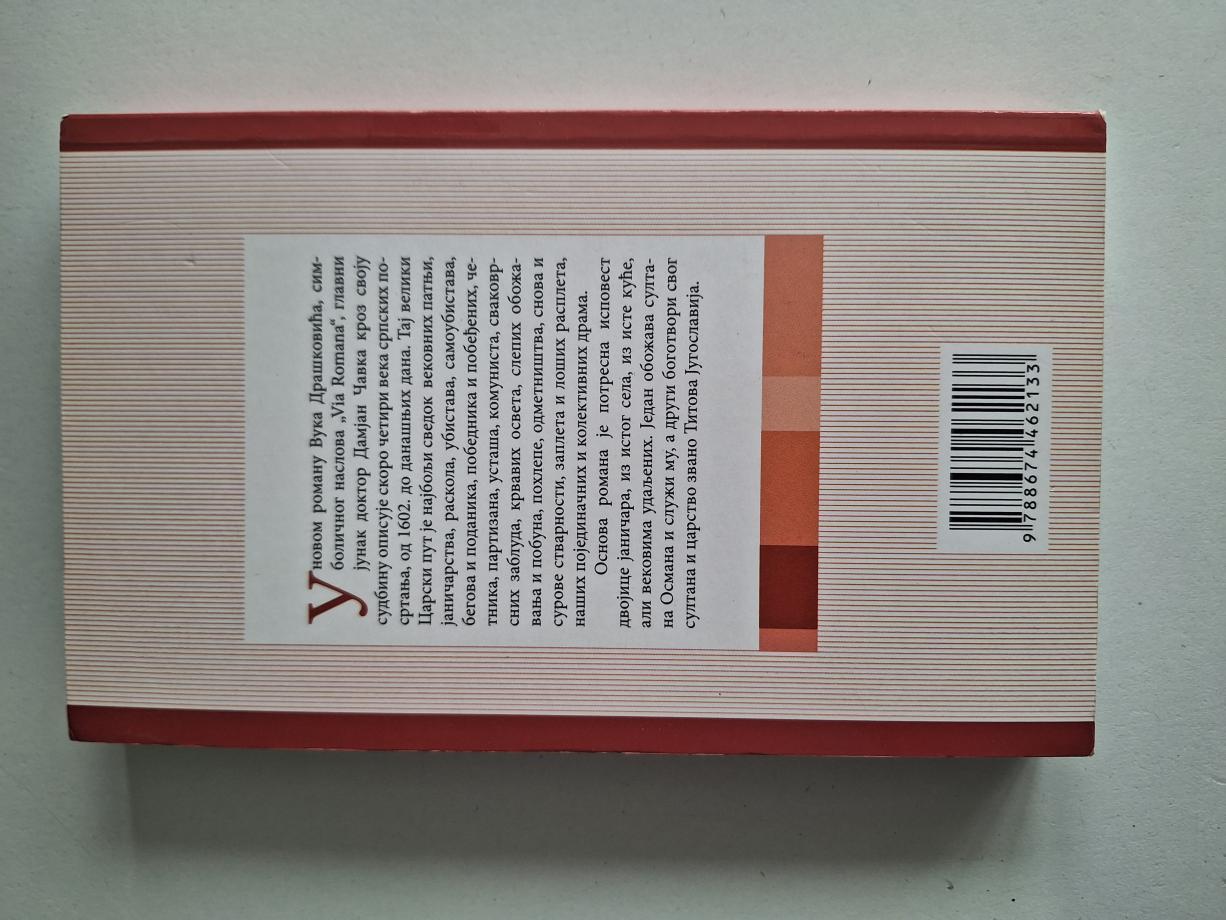 У новом роману Вука Драшковића, сим-
боличног наслова „Via Romana“, главни
јунак доктор Дамјан Чавка кроз своју
судбину описује скоро четири века српских по-
сртања, од 1602. до данашњих дана. Тај велики
Царски пут је најбољи сведок вековних патњи,
јаничарства, раскола, убистава, самоубистава,
бегова и поданика, победника и побеђених, че-
тника, партизана, усташа, комуниста, сваковр-
сних заблуда, крвавих освета, слепих обожа-
вања и побуна, похлепе, одметништва, снова и
сурове стварности, заплета и лоших расплета,
наших појединачних и колективних драма.
Основа романа је потресна исповест
двојице јаничара, из истог села, из исте куће,
али вековима удаљених. Један обожава султа-
на Османа и служи му, а други боготвори свог
султана и царство звано Титова Југославија.
9 788674 462133